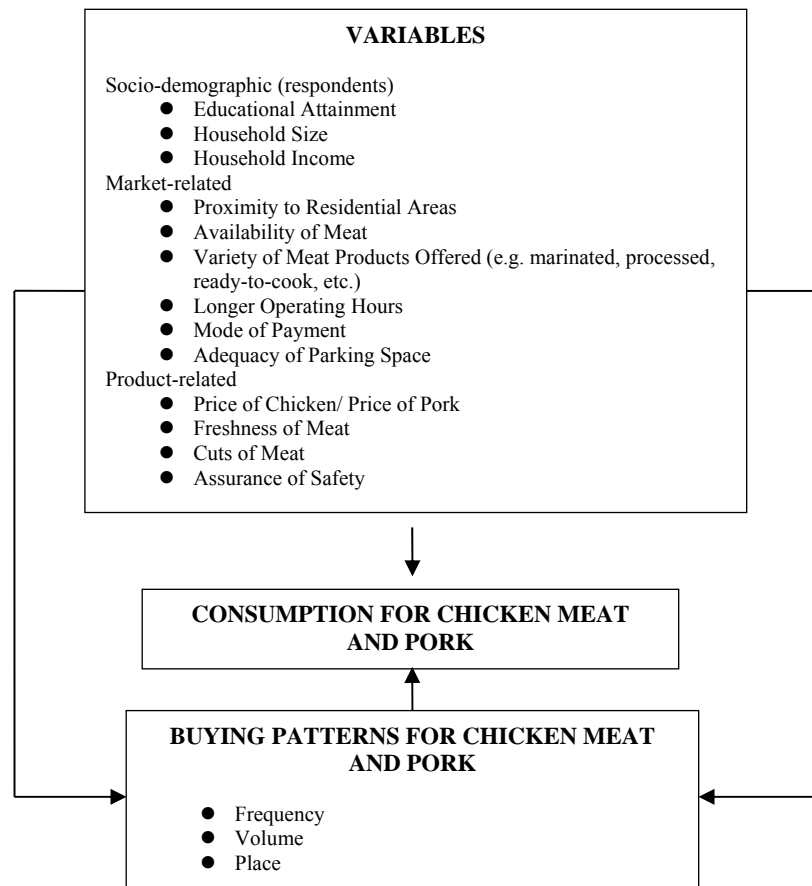 VARIABLES
Socio-demographic (respondents)
● Educational Attainment
● Household Size
● Household Income
Market-related
● Proximity to Residential Areas
● Availability of Meat
● Variety of Meat Products Offered (e.g. marinated, processed,
ready-to-cook, etc.)
● Longer Operating Hours
● Mode of Payment
● Adequacy of Parking Space
Product-related
● Price of Chicken/ Price of Pork
● Freshness of Meat
● Cuts of Meat
● Assurance of Safety
CONSUMPTION FOR CHICKEN MEAT
AND PORK
BUYING PATTERNS FOR CHICKEN MEAT
AND PORK
● Frequency
● Volume
● Place